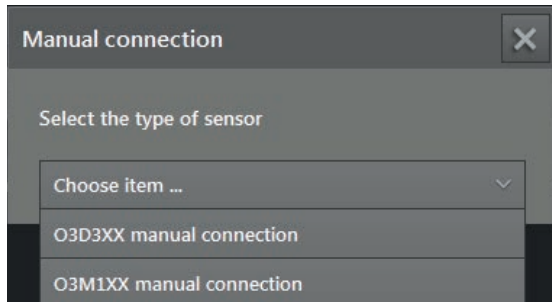 Manual connection
Select the type of sensor
Choose item ...
O3D3XX manual connection
O3M1XX manual connection